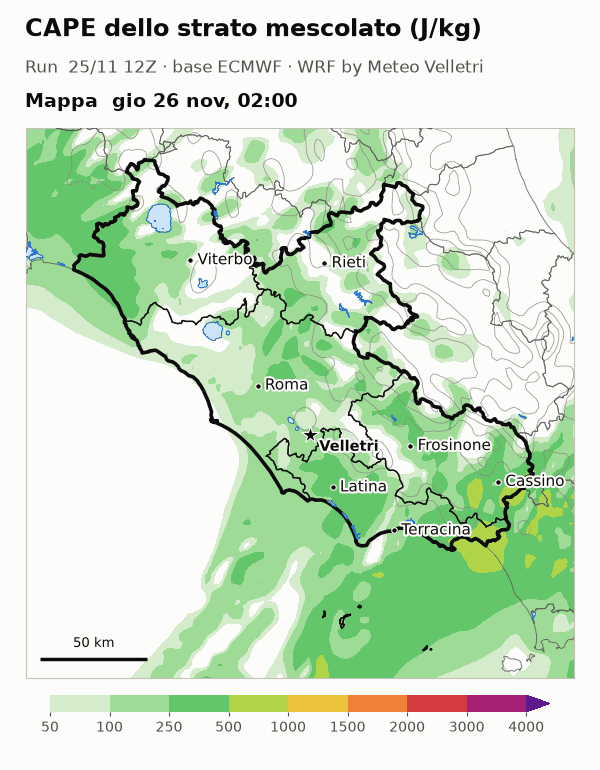 CAPE dello strato mescolato (J/kg)
Run  25/11 12Z · base ECMWF · WRF by Meteo Velletri
Mappa  gio 26 nov, 02:00
Viterbo
Rieti
Roma
Velletri
Frosinone
Latina
Cassino
Terracina
50 km
50 100 250 500 1000 1500 2000 3000 4000